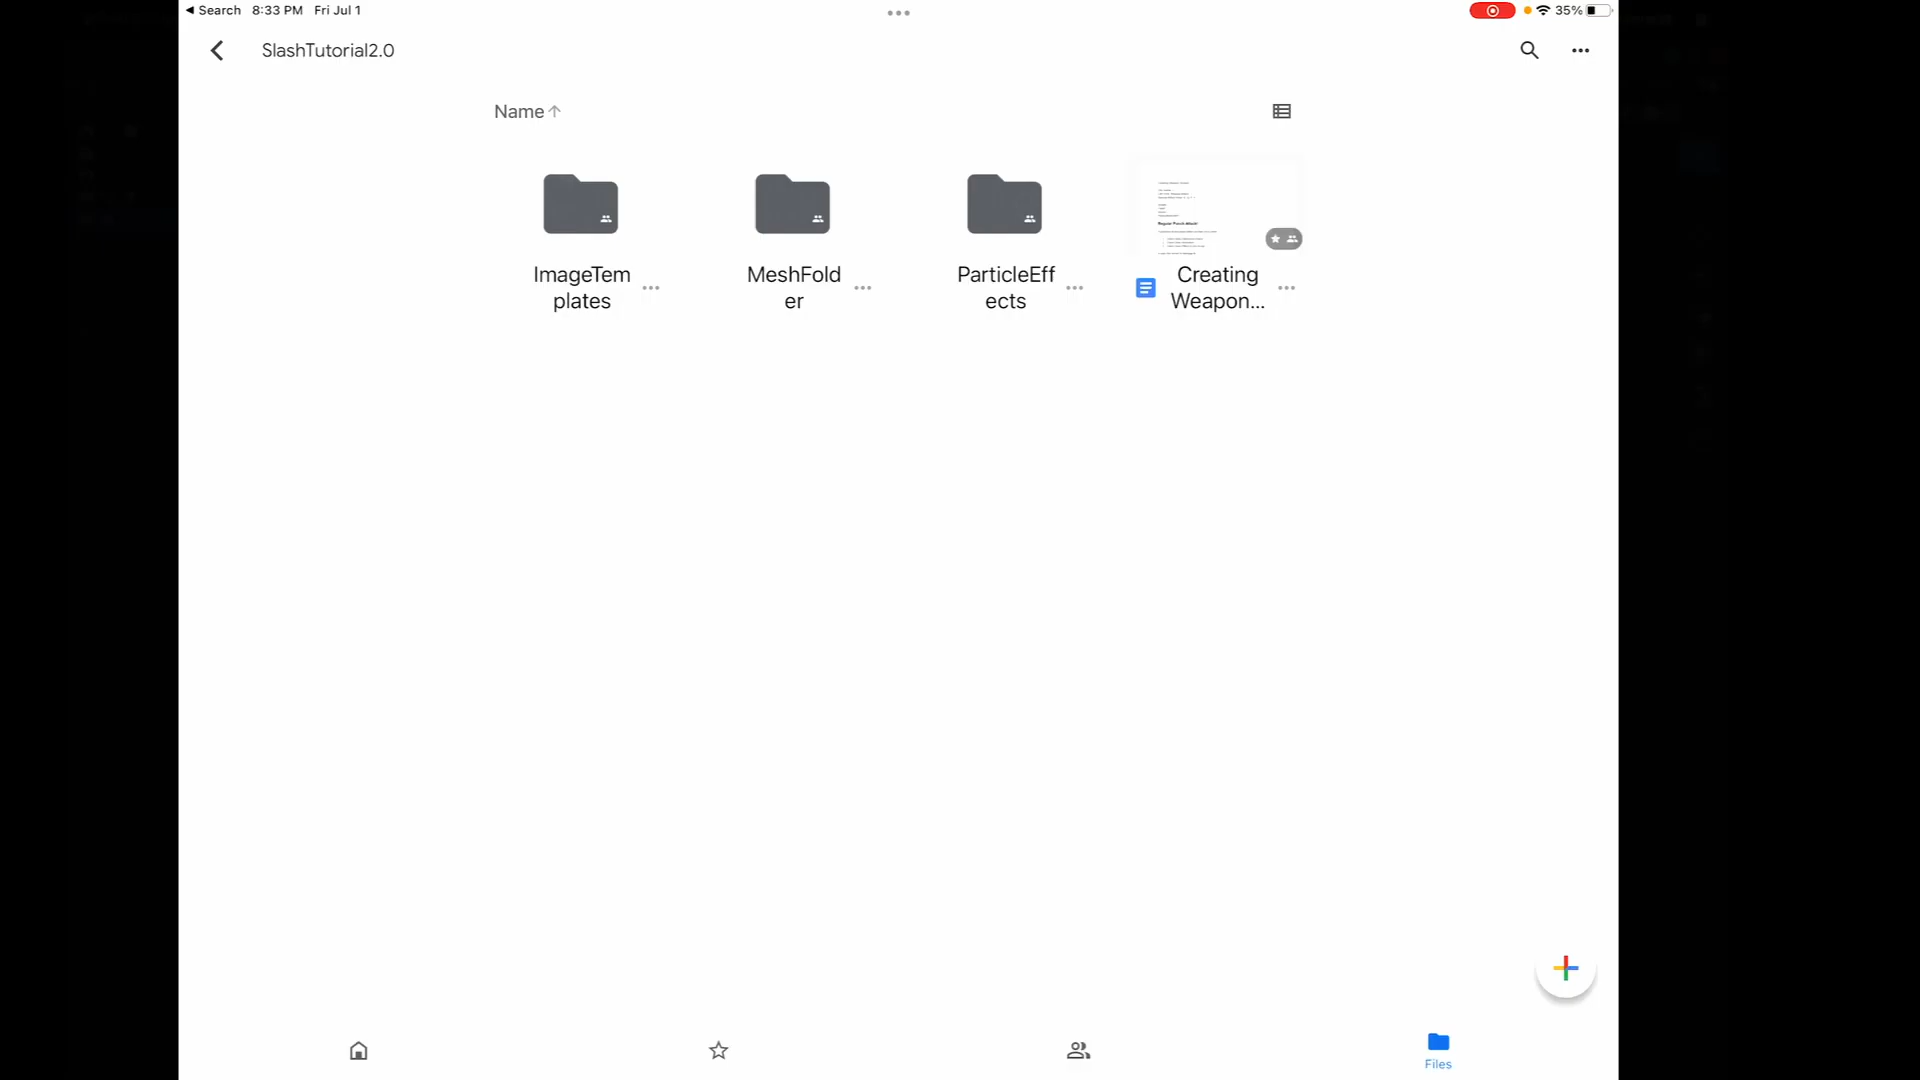 Search 8:33 PM Fri Jul 1
35%
SlashTutorial2.0
Name
ImageTem
plates
MeshFold
er
ParticleEff
ects
Creating
Weapon...
Files